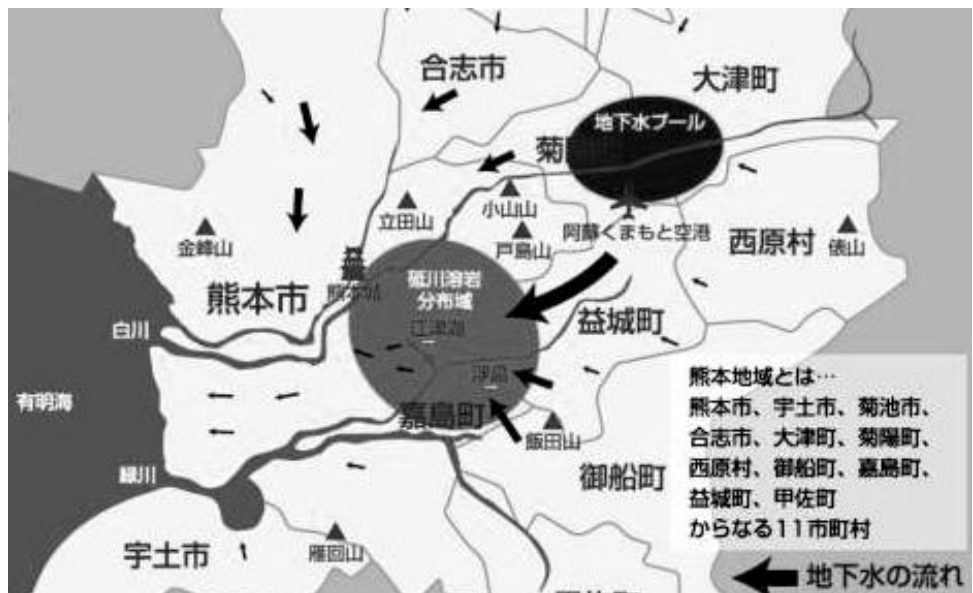 合志市
大津町
地下水プール
菊
立田山
小山山
戸島山
阿蘇くまもと空港
西原村
俵山
金峰山
熊本市
熊本城
砥川溶岩
分布域
江津湖
益城町
白川
浮島
有明海
嘉島町
飯田山
緑川
御船町
宇土市
雁回山
熊本地域とは…
熊本市、宇土市、菊池市、
合志市、大津町、菊陽町、
西原村、御船町、嘉島町、
益城町、甲佐町
からなる11市町村
地下水の流れ